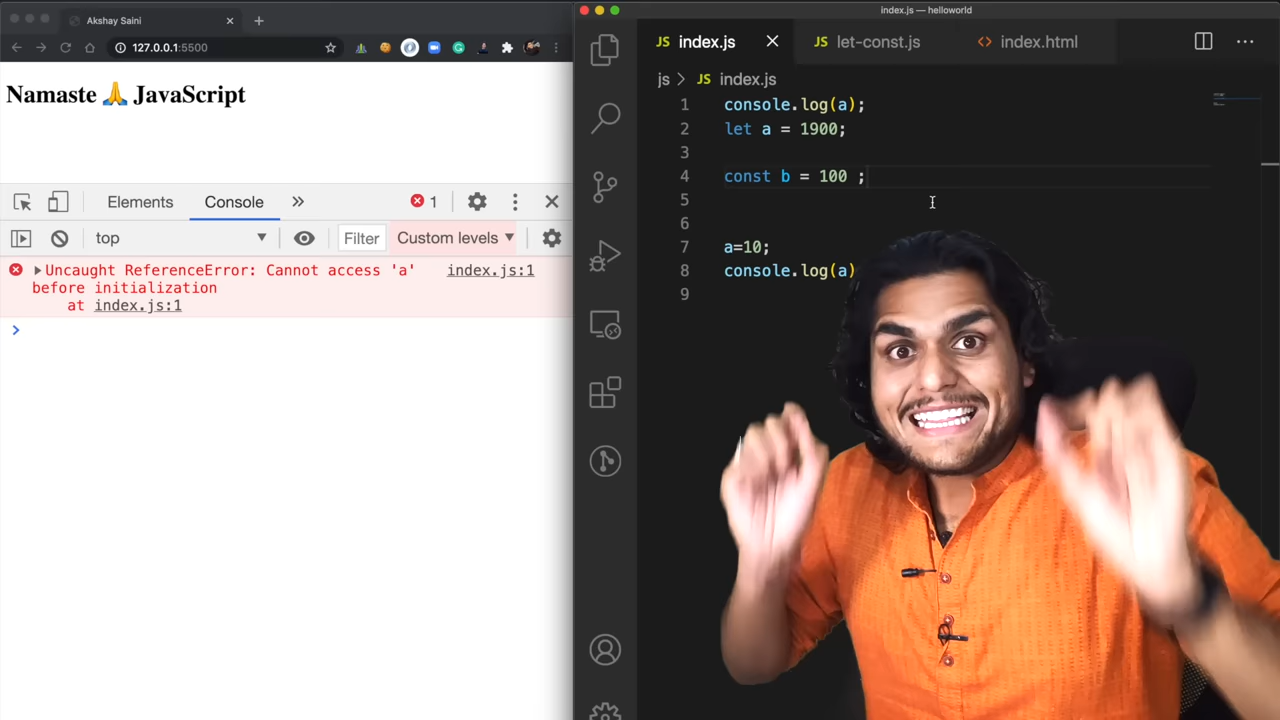 Akshay Saini
127.0.0.1:5500
Namaste 🙏 JavaScript
Elements
Console
1
top
Filter
Custom levels
Uncaught ReferenceError: Cannot access 'a' index.js:1
before initialization
at index.js:1
index.js — helloworld
JS index.js
JS let-const.js
index.html
js > JS index.js
1 console.log(a);
2 let a = 1900;
3
4 const b = 100 ;
5
6
7 a=10;
8 console.log(a)
9